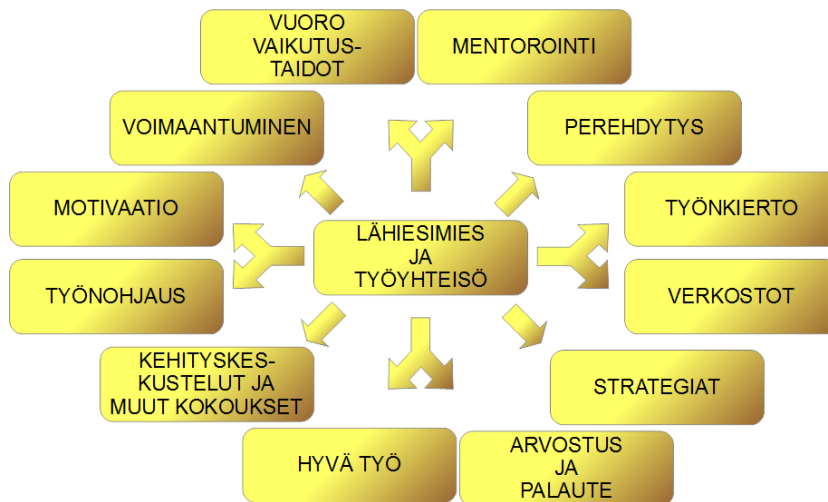 VUORO
VAIKUTUS-
TAIDOT
MENTOROINTI
VOIMAANTUMINEN
PEREHDYTYS
MOTIVAATIO
TYÖNKIERTO
LÄHIESIMIES
JA
TYÖYHTEISÖ
TYÖNOHJAUS
VERKOSTOT
KEHITYSKES-
KUSTELUT JA
MUUT KOKOUKSET
STRATEGIAT
HYVÄ TYÖ
ARVOSTUS
JA
PALAUTE